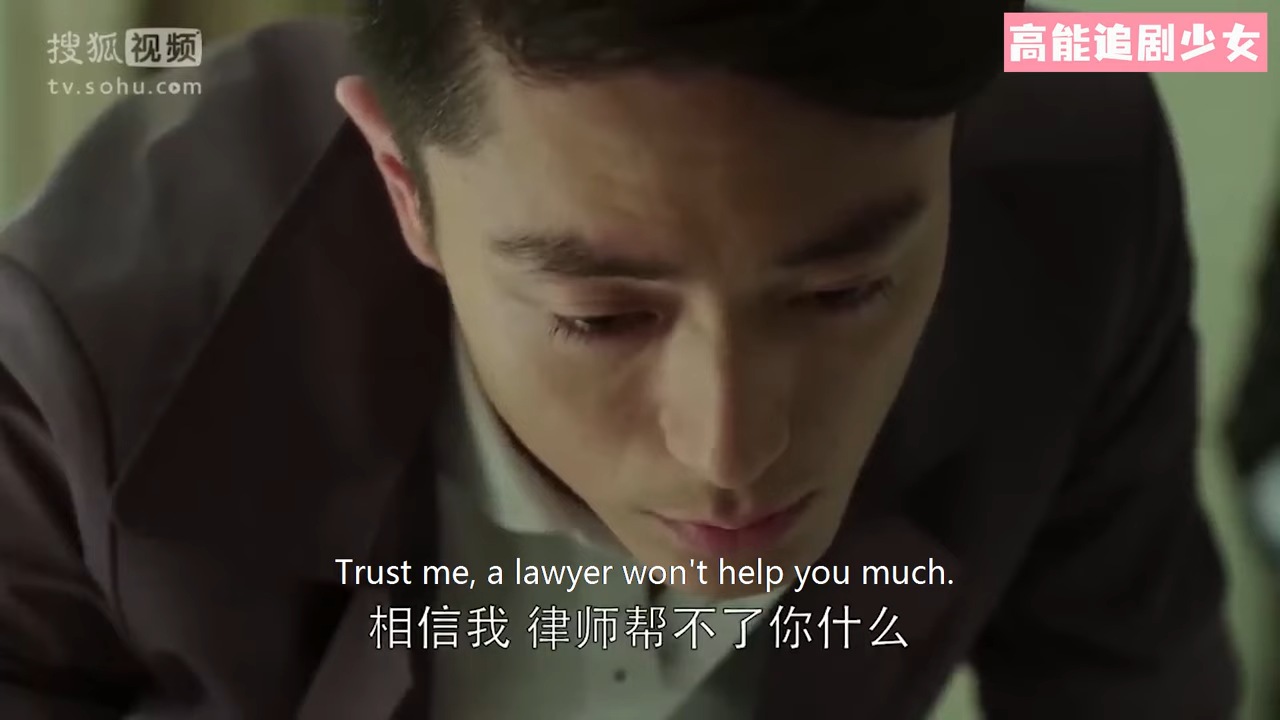 搜狐视频
tv.sohu.com
高能追剧少女
Trust me, a lawyer won't help you much.
相信我 律师帮不了你什么